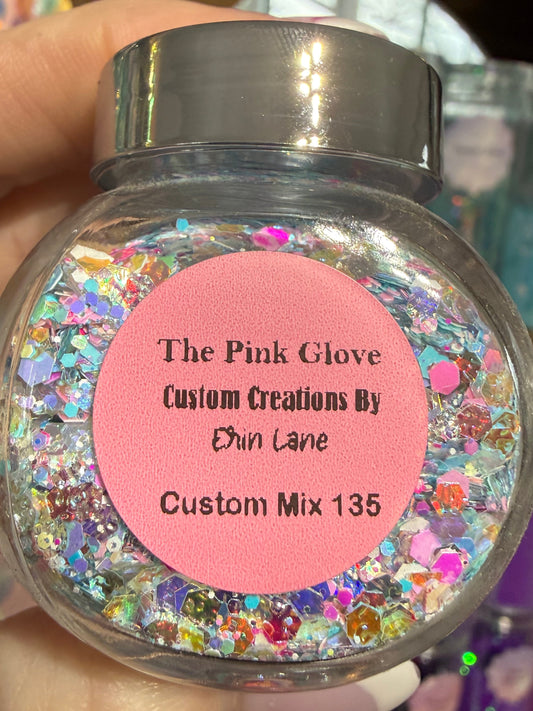 The Pink Glove
Custom Creations By
Erin Lane
Custom Mix 135